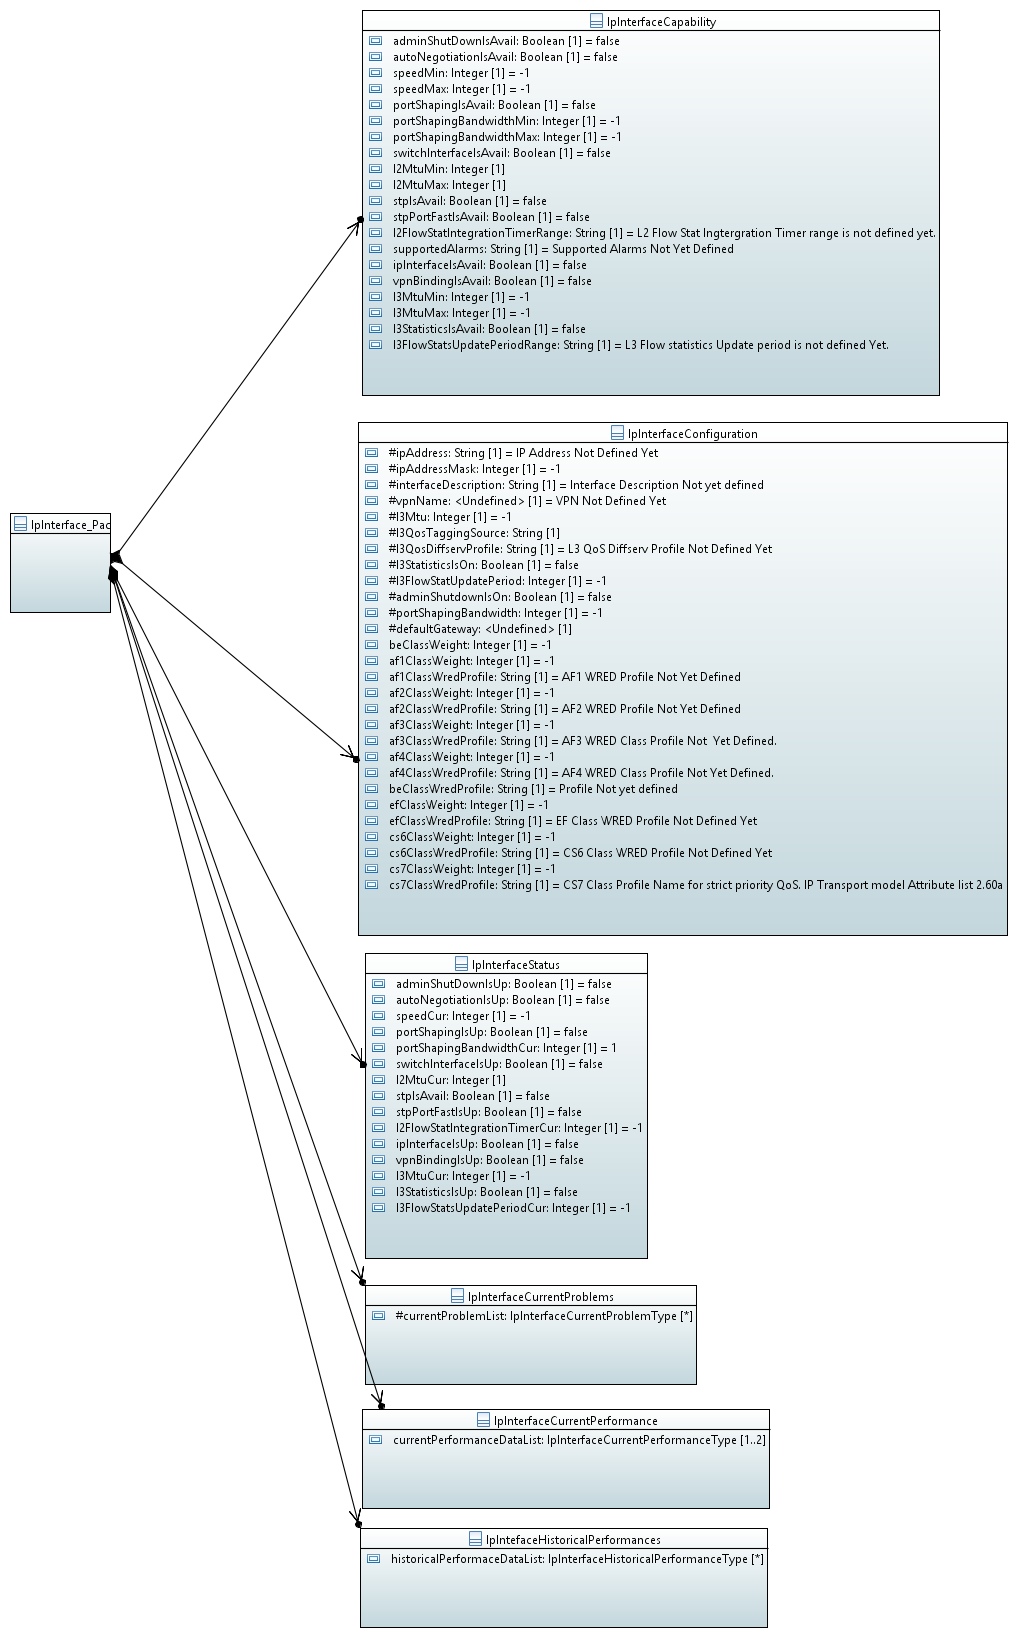 IpInterfaceCapability
adminShutDownIsAvail: Boolean [1] = false
autoNegotiationIsAvail: Boolean [1] = false
speedMin: Integer [1] = -1
speedMax: Integer [1] = -1
portShapingIsAvail: Boolean [1] = false
portShapingBandwidthMin: Integer [1] = -1
portShapingBandwidthMax: Integer [1] = -1
switchInterfaceIsAvail: Boolean [1] = false
l2MtuMin: Integer [1]
l2MtuMax: Integer [1]
stpIsAvail: Boolean [1] = false
stpPortFastIsAvail: Boolean [1] = false
l2FlowStatIntegrationTimerRange: String [1] = L2 Flow Stat Ingtergration Timer range is not defined yet.
supportedAlarms: String [1] = Supported Alarms Not Yet Defined
ipInterfaceIsAvail: Boolean [1] = false
vpnBindingIsAvail: Boolean [1] = false
l3MtuMin: Integer [1] = -1
l3MtuMax: Integer [1] = -1
l3StatisticsIsAvail: Boolean [1] = false
l3FlowStatsUpdatePeriodRange: String [1] = L3 Flow statistics Update period is not defined Yet.
IpInterface_Pac
IpInterfaceConfiguration
#ipAddress: String [1] = IP Address Not Defined Yet
#ipAddressMask: Integer [1] = -1
#interfaceDescription: String [1] = Interface Description Not yet defined
#vpnName: <Undefined> [1] = VPN Not Defined Yet
#l3Mtu: Integer [1] = -1
#l3QosTaggingSource: String [1]
#l3QosDiffservProfile: String [1] = L3 QoS Diffserv Profile Not Defined Yet
#l3StatisticsIsOn: Boolean [1] = false
#l3FlowStatUpdatePeriod: Integer [1] = -1
#adminShutdownIsOn: Boolean [1] = false
#portShapingBandwidth: Integer [1] = -1
#defaultGateway: <Undefined> [1]
beClassWeight: Integer [1] = -1
af1ClassWeight: Integer [1] = -1
af1ClassWredProfile: String [1] = AF1 WRED Profile Not Yet Defined
af2ClassWeight: Integer [1] = -1
af2ClassWredProfile: String [1] = AF2 WRED Profile Not Yet Defined
af3ClassWeight: Integer [1] = -1
af3ClassWredProfile: String [1] = AF3 WRED Class Profile Not  Yet Defined.
af4ClassWeight: Integer [1] = -1
af4ClassWredProfile: String [1] = AF4 WRED Class Profile Not Yet Defined.
beClassWredProfile: String [1] = Profile Not yet defined
efClassWeight: Integer [1] = -1
efClassWredProfile: String [1] = EF Class WRED Profile Not Defined Yet
cs6ClassWeight: Integer [1] = -1
cs6ClassWredProfile: String [1] = CS6 Class WRED Profile Not Defined Yet
cs7ClassWeight: Integer [1] = -1
cs7ClassWredProfile: String [1] = CS7 Class Profile Name for strict priority QoS. IP Transport model Attribute list 2.60a
IpInterfaceStatus
adminShutDownIsUp: Boolean [1] = false
autoNegotiationIsUp: Boolean [1] = false
speedCur: Integer [1] = -1
portShapingIsUp: Boolean [1] = false
portShapingBandwidthCur: Integer [1] = 1
switchInterfaceIsUp: Boolean [1] = false
l2MtuCur: Integer [1]
stpIsAvail: Boolean [1] = false
stpPortFastIsUp: Boolean [1] = false
l2FlowStatIntegrationTimerCur: Integer [1] = -1
ipInterfaceIsUp: Boolean [1] = false
vpnBindingIsUp: Boolean [1] = false
l3MtuCur: Integer [1] = -1
l3StatisticsIsUp: Boolean [1] = false
l3FlowStatsUpdatePeriodCur: Integer [1] = -1
IpInterfaceCurrentProblems
#currentProblemList: IpInterfaceCurrentProblemType [*]
IpInterfaceCurrentPerformance
currentPerformanceDataList: IpInterfaceCurrentPerformanceType [1..2]
IpIntefaceHistoricalPerformances
historicalPerformaceDataList: IpInterfaceHistoricalPerformanceType [*]